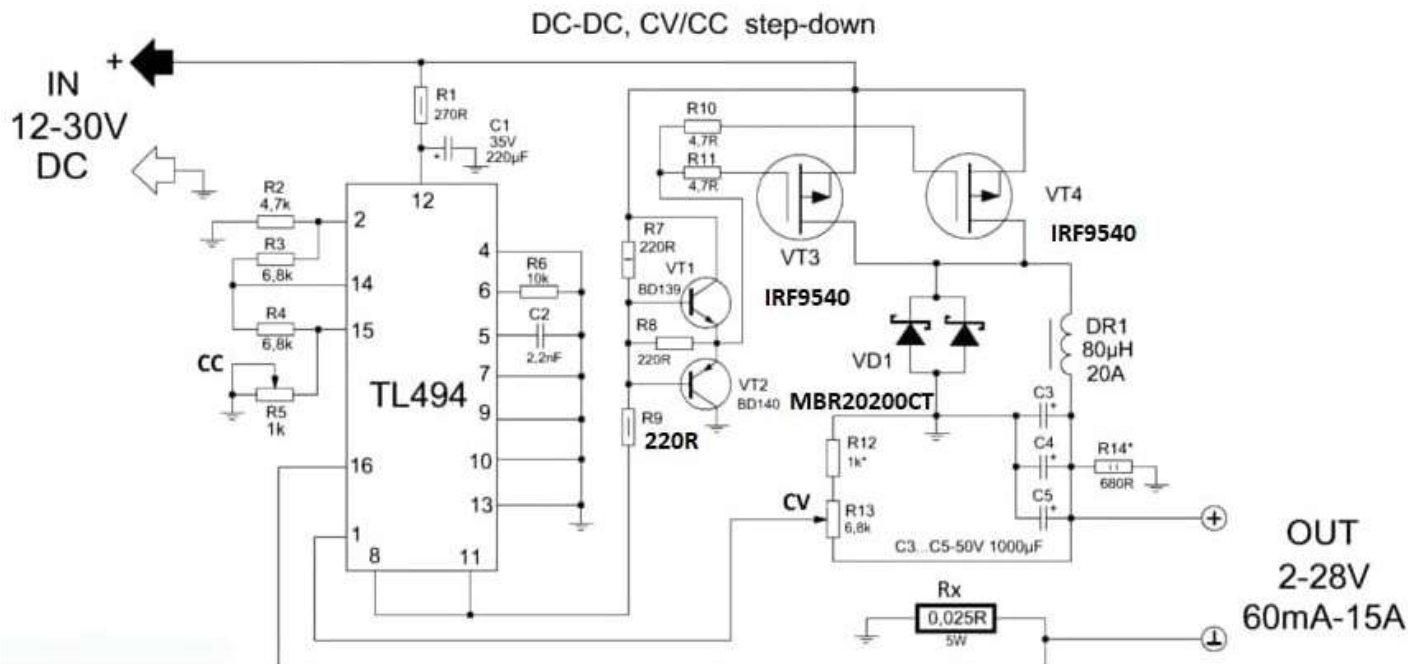 DC-DC, CV/CC step-down
+
IN
12-30V
DC
R1
270R
C1
35V
220µF
+
R10
4,7R
R11
4,7R
VT3
IRF9540
VT4
IRF9540
R2
4,7k
R3
6,8k
R4
6,8k
CC
R5
1k
12
2
14
15
16
1
TL494
4
6
5
7
9
10
13
8
11
R6
10k
C2
2,2nF
R7
220R
VT1
BD139
R8
220R
VT2
BD140
R9
220R
VD1
MBR20200CT
DR1
80µH
20A
R12
1k*
CV
R13
6,8k
C3
+
C4
+
C5
+
R14*
680R
C3...C5-50V 1000µF
Rx
0,025R
5W
+
OUT
2-28V
60mA-15A